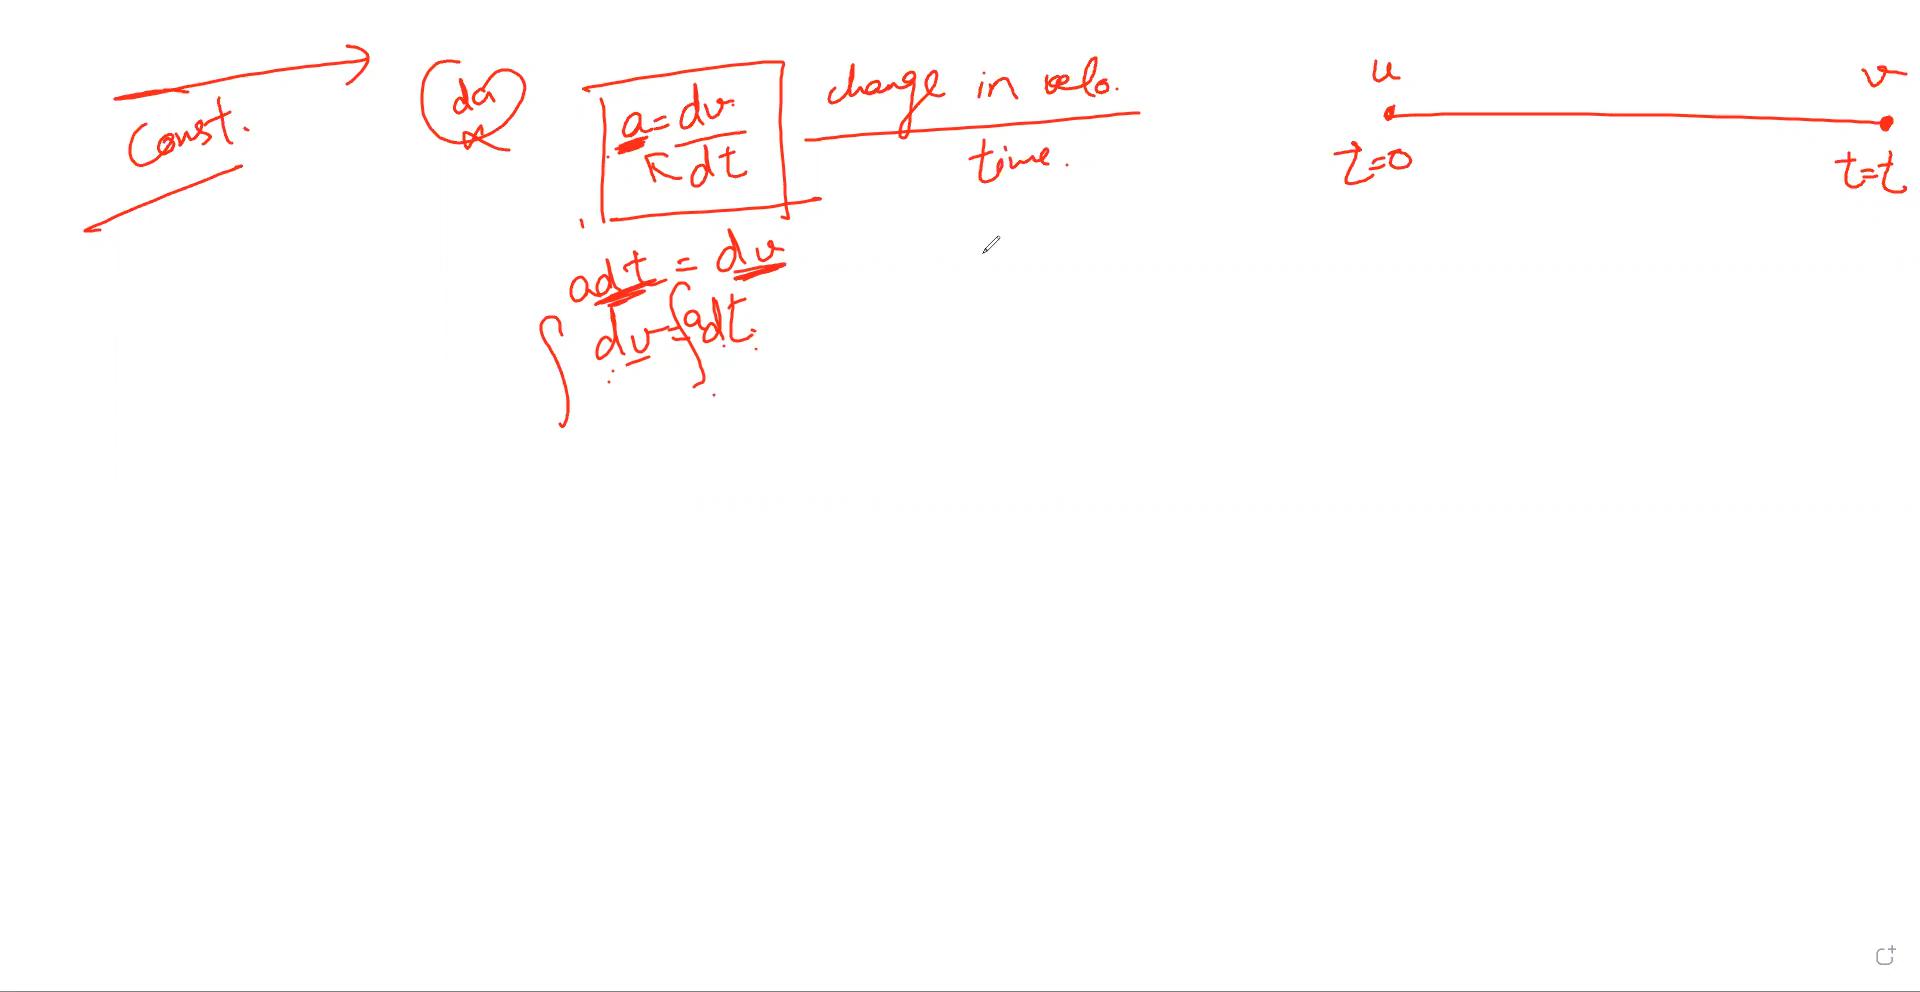 Const.
da
a = dv/dt
change in velo.
time.
u
v
t=0
t=t
adt = dv
∫dv = ∫adt